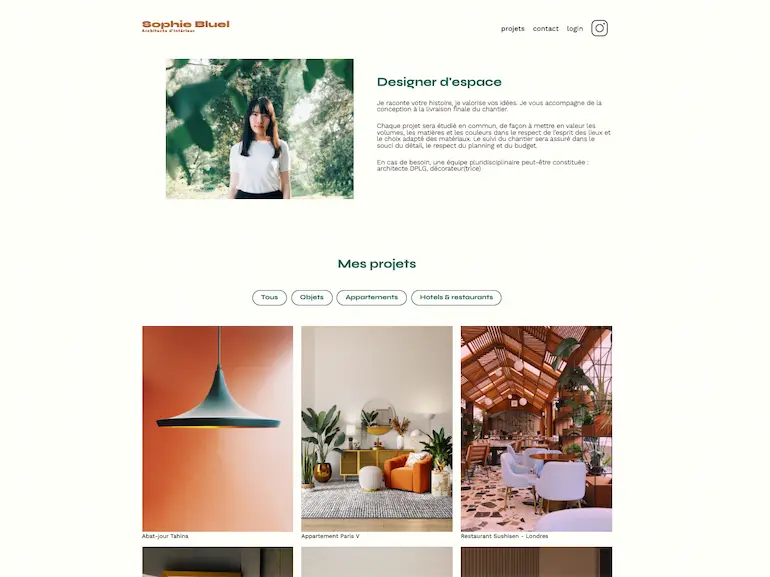 Sophie Bluel
Architecte d'intérieur
projets contact login
Designer d'espace
Je raconte votre histoire, je valorise vos idées. Je vous accompagne de la
conception à la livraison finale du chantier.
Chaque projet sera étudié en commun, de façon à mettre en valeur les
volumes, les matières et les couleurs dans le respect de l'esprit des lieux et
le choix adapté des matériaux. Le suivi du chantier sera assuré dans le
souci du détail, le respect du planning et du budget.
En cas de besoin, une équipe pluridisciplinaire peut-être constituée :
architecte DPLG, décorateur(trice)
Mes projets
Tous Objets Appartements Hotels & restaurants
Abat-jour Tahina Appartement Paris V Restaurant Sushisen - Londres